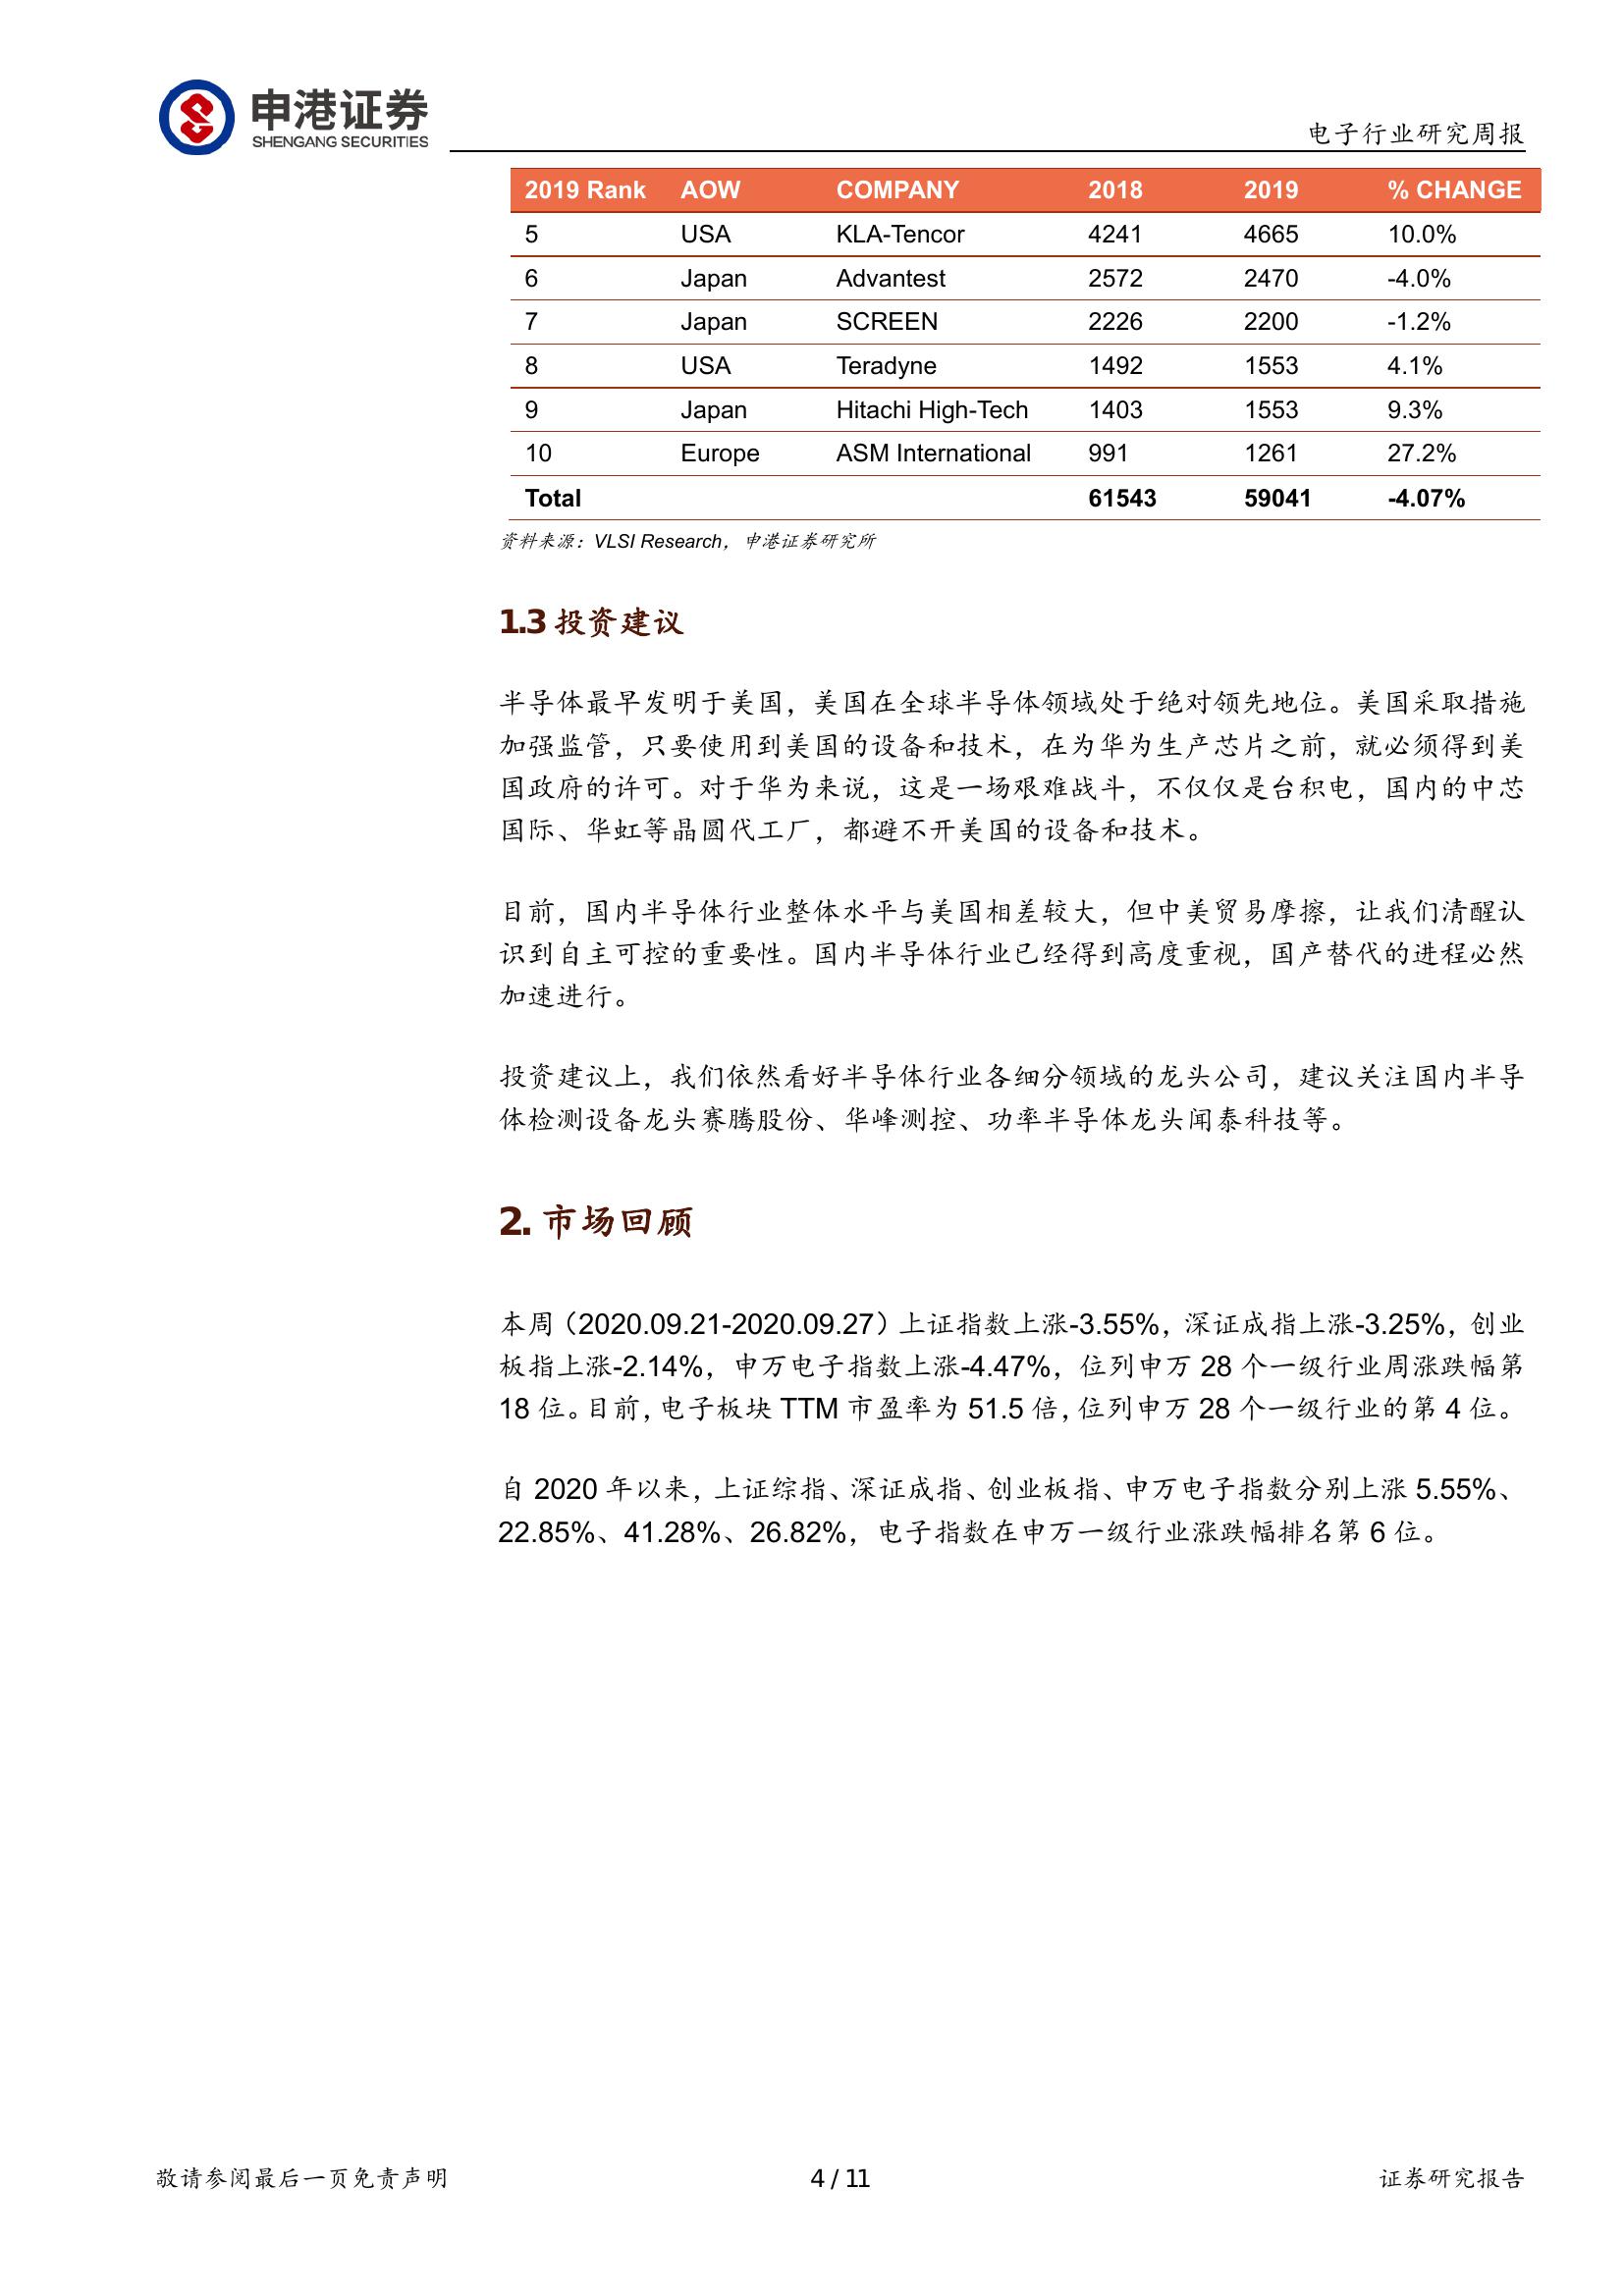 申港证券
SHENGANG SECURITIES
电子行业研究周报
2019 Rank AOW COMPANY 2018 2019 % CHANGE
5 USA KLA-Tencor 4241 4665 10.0%
6 Japan Advantest 2572 2470 -4.0%
7 Japan SCREEN 2226 2200 -1.2%
8 USA Teradyne 1492 1553 4.1%
9 Japan Hitachi High-Tech 1403 1553 9.3%
10 Europe ASM International 991 1261 27.2%
Total 61543 59041 -4.07%
资料来源：VLSI Research，申港证券研究所
1.3 投资建议
半导体最早发明于美国，美国在全球半导体领域处于绝对领先地位。美国采取措施
加强监管，只要使用到美国的设备和技术，在为华为生产芯片之前，就必须得到美
国政府的许可。对于华为来说，这是一场艰难战斗，不仅仅是台积电，国内的中芯
国际、华虹等晶圆代工厂，都避不开美国的设备和技术。
目前，国内半导体行业整体水平与美国相差较大，但中美贸易摩擦，让我们清醒认
识到自主可控的重要性。国内半导体行业已经得到高度重视，国产替代的进程必然
加速进行。
投资建议上，我们依然看好半导体行业各细分领域的龙头公司，建议关注国内半导
体检测设备龙头赛腾股份、华峰测控、功率半导体龙头闻泰科技等。
2. 市场回顾
本周（2020.09.21-2020.09.27）上证指数上涨-3.55%，深证成指上涨-3.25%，创业
板指上涨-2.14%，申万电子指数上涨-4.47%，位列申万 28 个一级行业周涨跌幅第
18 位。目前，电子板块 TTM 市盈率为 51.5 倍，位列申万 28 个一级行业的第 4 位。
自 2020 年以来，上证综指、深证成指、创业板指、申万电子指数分别上涨 5.55%、
22.85%、41.28%、26.82%，电子指数在申万一级行业涨跌幅排名第 6 位。
敬请参阅最后一页免责声明 4 / 11 证券研究报告